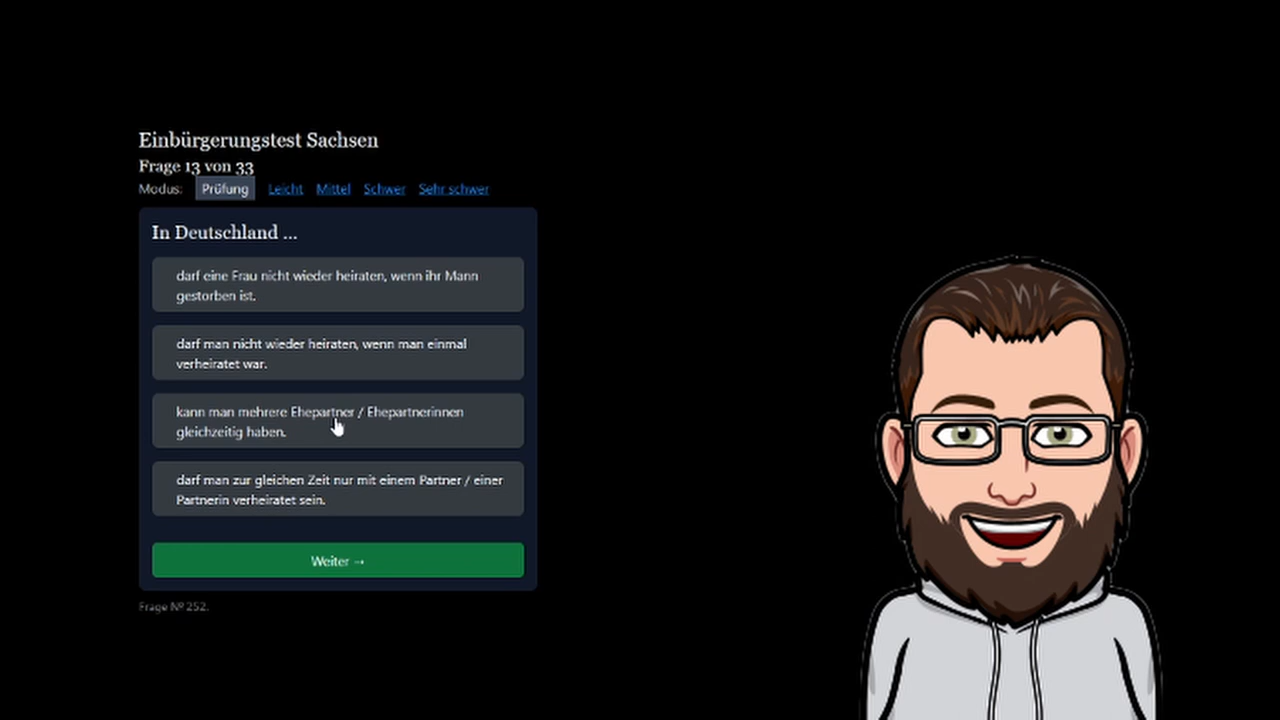 Einbürgerungstest Sachsen
Frage 13 von 33
Modus: Prüfung Leicht Mittel Schwer Sehr schwer
In Deutschland ...
darf eine Frau nicht wieder heiraten, wenn ihr Mann
gestorben ist.
darf man nicht wieder heiraten, wenn man einmal
verheiratet war.
kann man mehrere Ehepartner / Ehepartnerinnen
gleichzeitig haben.
darf man zur gleichen Zeit nur mit einem Partner / einer
Partnerin verheiratet sein.
Weiter →
Frage № 252.